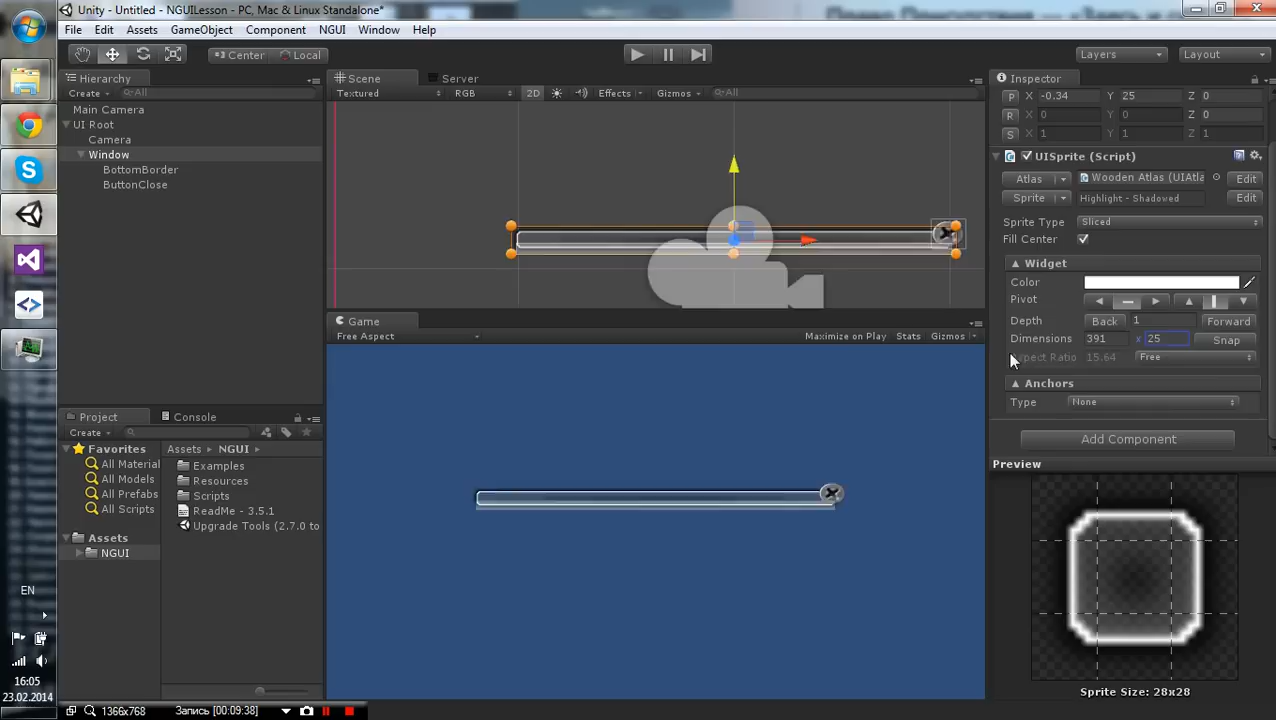 Unity - Untitled - NGUILesson - PC, Mac & Linux Standalone*
File Edit Assets GameObject Component NGUI Window Help
Center Local Layers Layout
Hierarchy
Create All
Main Camera
UI Root
Camera
Window
BottomBorder
ButtonClose
Scene Server
Textured RGB 2D Effects Gizmos All
Game
Free Aspect Maximize on Play Stats Gizmos
Project Console
Create
Favorites
All Material
All Models
All Prefabs
All Scripts
Assets
NGUI
Assets NGUI
Examples
Resources
Scripts
ReadMe - 3.5.1
Upgrade Tools (2.7.0 to
Inspector
P X -0.34 Y 25 Z 0
R X 0 Y 0 Z 0
S X 1 Y 1 Z 1
UISprite (Script)
Atlas Wooden Atlas (UIAtla Edit
Sprite Highlight - Shadowed Edit
Sprite Type Sliced
Fill Center
Widget
Color
Pivot
Depth Back 1 Forward
Dimensions 391 x 25 Snap
Aspect Ratio 15.64 Free
Anchors
Type None
Add Component
Preview
Sprite Size: 28x28
EN
16:05
23.02.2014
1366x768 Запись [00:09:38]